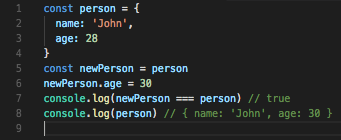 1 const person = {
2   name: 'John',
3   age: 28
4 }
5 const newPerson = person
6 newPerson.age = 30
7 console.log(newPerson === person) // true
8 console.log(person) // { name: 'John', age: 30 }
9